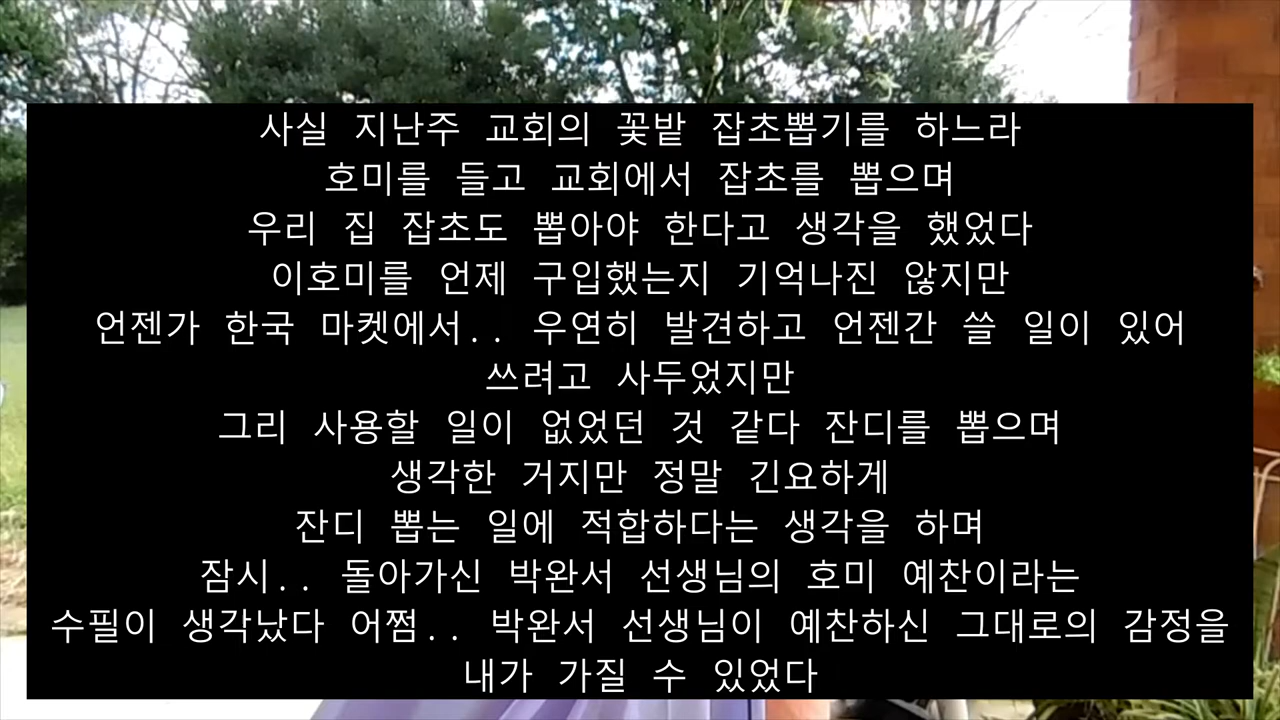 사실 지난주 교회의 꽃밭 잡초뽑기를 하느라
호미를 들고 교회에서 잡초를 뽑으며
우리 집 잡초도 뽑아야 한다고 생각을 했었다
이호미를 언제 구입했는지 기억나진 않지만
언젠가 한국 마켓에서.. 우연히 발견하고 언젠간 쓸 일이 있어
쓰려고 사두었지만
그리 사용할 일이 없었던 것 같다 잔디를 뽑으며
생각한 거지만 정말 긴요하게
잔디 뽑는 일에 적합하다는 생각을 하며
잠시.. 돌아가신 박완서 선생님의 호미 예찬이라는
수필이 생각났다 어쩜.. 박완서 선생님이 예찬하신 그대로의 감정을
내가 가질 수 있었다